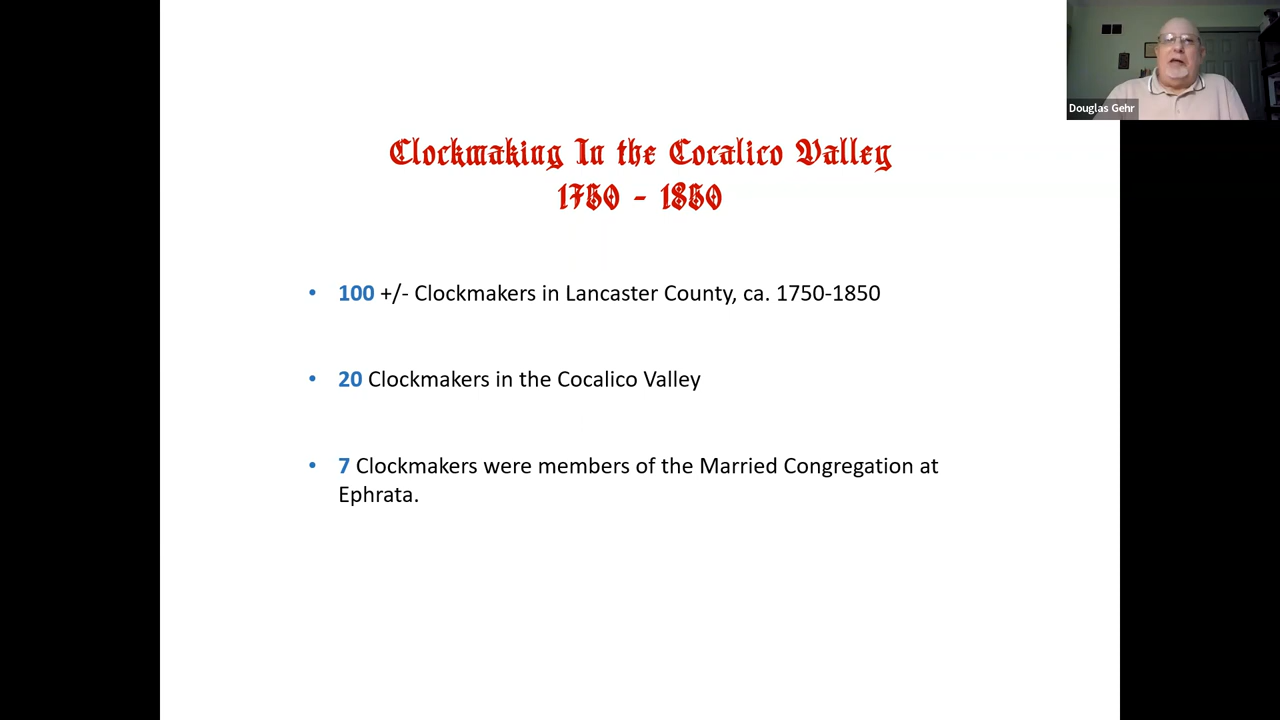 Clockmaking In the Cocalico Valley
1750 - 1850
• 100 +/- Clockmakers in Lancaster County, ca. 1750-1850
• 20 Clockmakers in the Cocalico Valley
• 7 Clockmakers were members of the Married Congregation at
Ephrata.
Douglas Gehr